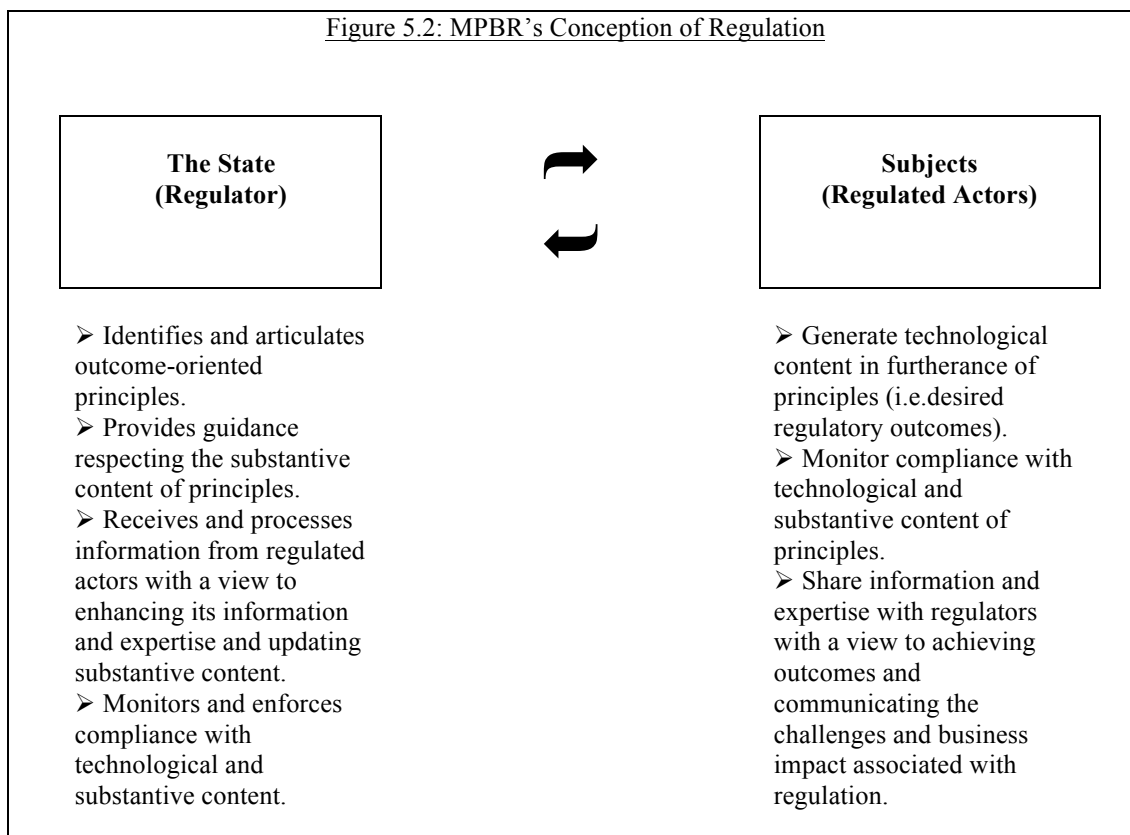 Figure 5.2: MPBR's Conception of Regulation
The State
(Regulator)
➢ Identifies and articulates
outcome-oriented
principles.
➢ Provides guidance
respecting the substantive
content of principles.
➢ Receives and processes
information from regulated
actors with a view to
enhancing its information
and expertise and updating
substantive content.
➢ Monitors and enforces
compliance with
technological and
substantive content.
Subjects
(Regulated Actors)
➢ Generate technological
content in furtherance of
principles (i.e.desired
regulatory outcomes).
➢ Monitor compliance with
technological and
substantive content of
principles.
➢ Share information and
expertise with regulators
with a view to achieving
outcomes and
communicating the
challenges and business
impact associated with
regulation.